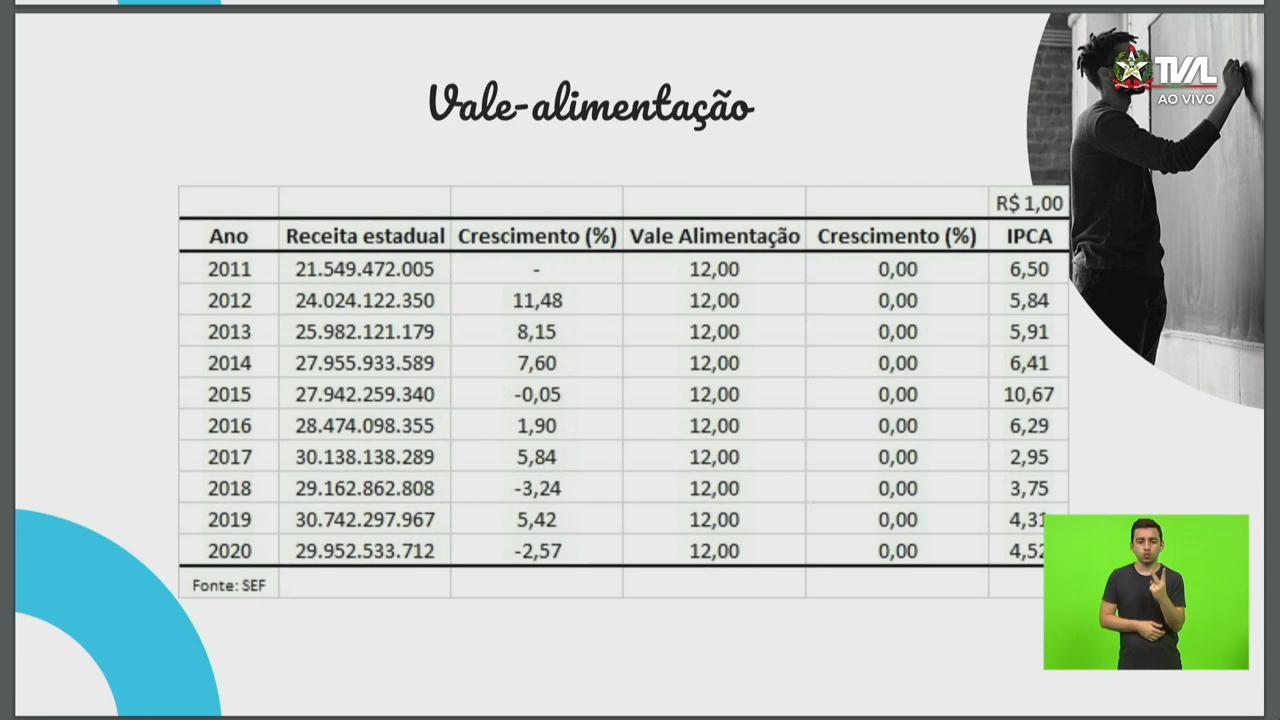 TVAL
AO VIVO
Vale-alimentação
R$ 1,00
Ano Receita estadual Crescimento (%) Vale Alimentação Crescimento (%) IPCA
2011 21.549.472.005 - 12,00 0,00 6,50
2012 24.024.122.350 11,48 12,00 0,00 5,84
2013 25.982.121.179 8,15 12,00 0,00 5,91
2014 27.955.933.589 7,60 12,00 0,00 6,41
2015 27.942.259.340 -0,05 12,00 0,00 10,67
2016 28.474.098.355 1,90 12,00 0,00 6,29
2017 30.138.138.289 5,84 12,00 0,00 2,95
2018 29.162.862.808 -3,24 12,00 0,00 3,75
2019 30.742.297.967 5,42 12,00 0,00 4,31
2020 29.952.533.712 -2,57 12,00 0,00 4,52
Fonte: SEF